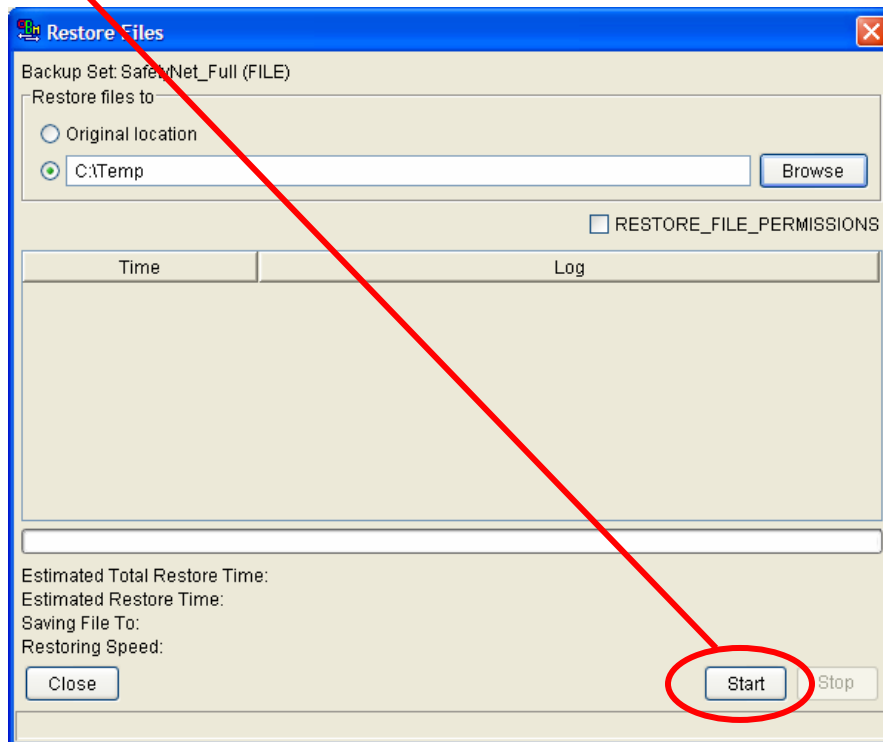 Restore Files
Backup Set: SafetyNet_Full (FILE)
Restore files to
Original location
C:\Temp Browse
RESTORE_FILE_PERMISSIONS
Time Log
Estimated Total Restore Time:
Estimated Restore Time:
Saving File To:
Restoring Speed:
Close Start Stop